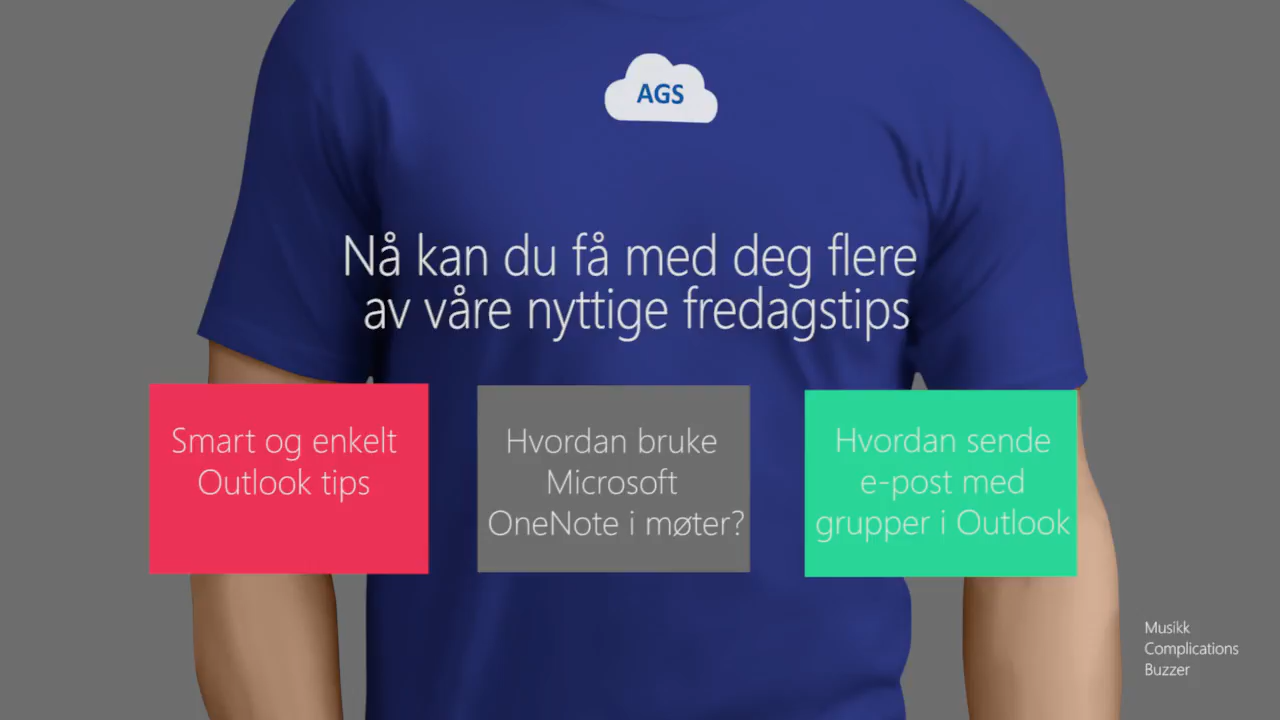 AGS
Nå kan du få med deg flere
av våre nyttige fredagstips
Smart og enkelt
Outlook tips
Hvordan bruke
Microsoft
OneNote i møter?
Hvordan sende
e-post med
grupper i Outlook
Musikk
Complications
Buzzer